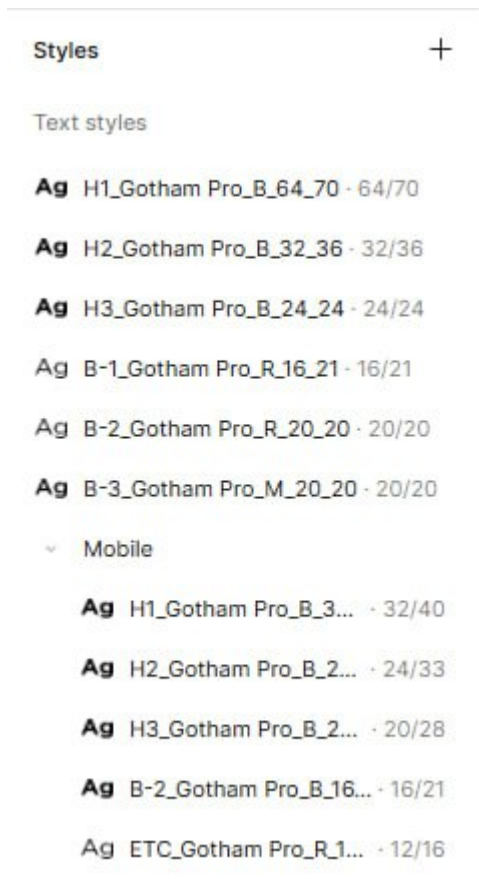 Styles
Text styles
Ag H1_Gotham Pro_B_64_70 · 64/70
Ag H2_Gotham Pro_B_32_36 · 32/36
Ag H3_Gotham Pro_B_24_24 · 24/24
Ag B-1_Gotham Pro_R_16_21 · 16/21
Ag B-2_Gotham Pro_R_20_20 · 20/20
Ag B-3_Gotham Pro_M_20_20 · 20/20
Mobile
Ag H1_Gotham Pro_B_3... · 32/40
Ag H2_Gotham Pro_B_2... · 24/33
Ag H3_Gotham Pro_B_2... · 20/28
Ag B-2_Gotham Pro_B_16... · 16/21
Ag ETC_Gotham Pro_R_1... · 12/16